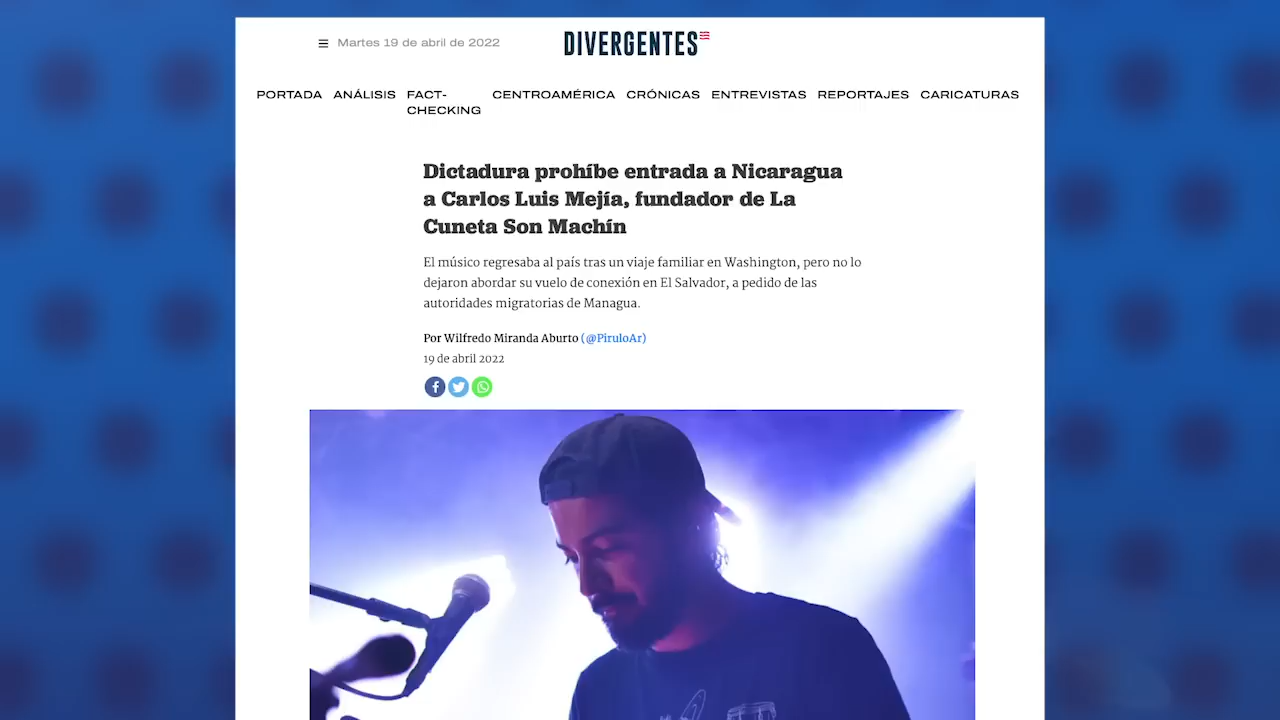 Martes 19 de abril de 2022
DIVERGENTES
PORTADA ANÁLISIS FACT-CHECKING CENTROAMÉRICA CRÓNICAS ENTREVISTAS REPORTAJES CARICATURAS
Dictadura prohíbe entrada a Nicaragua
a Carlos Luis Mejía, fundador de La
Cuneta Son Machín
El músico regresaba al país tras un viaje familiar en Washington, pero no lo
dejaron abordar su vuelo de conexión en El Salvador, a pedido de las
autoridades migratorias de Managua.
Por Wilfredo Miranda Aburto (@PiruloAr)
19 de abril 2022